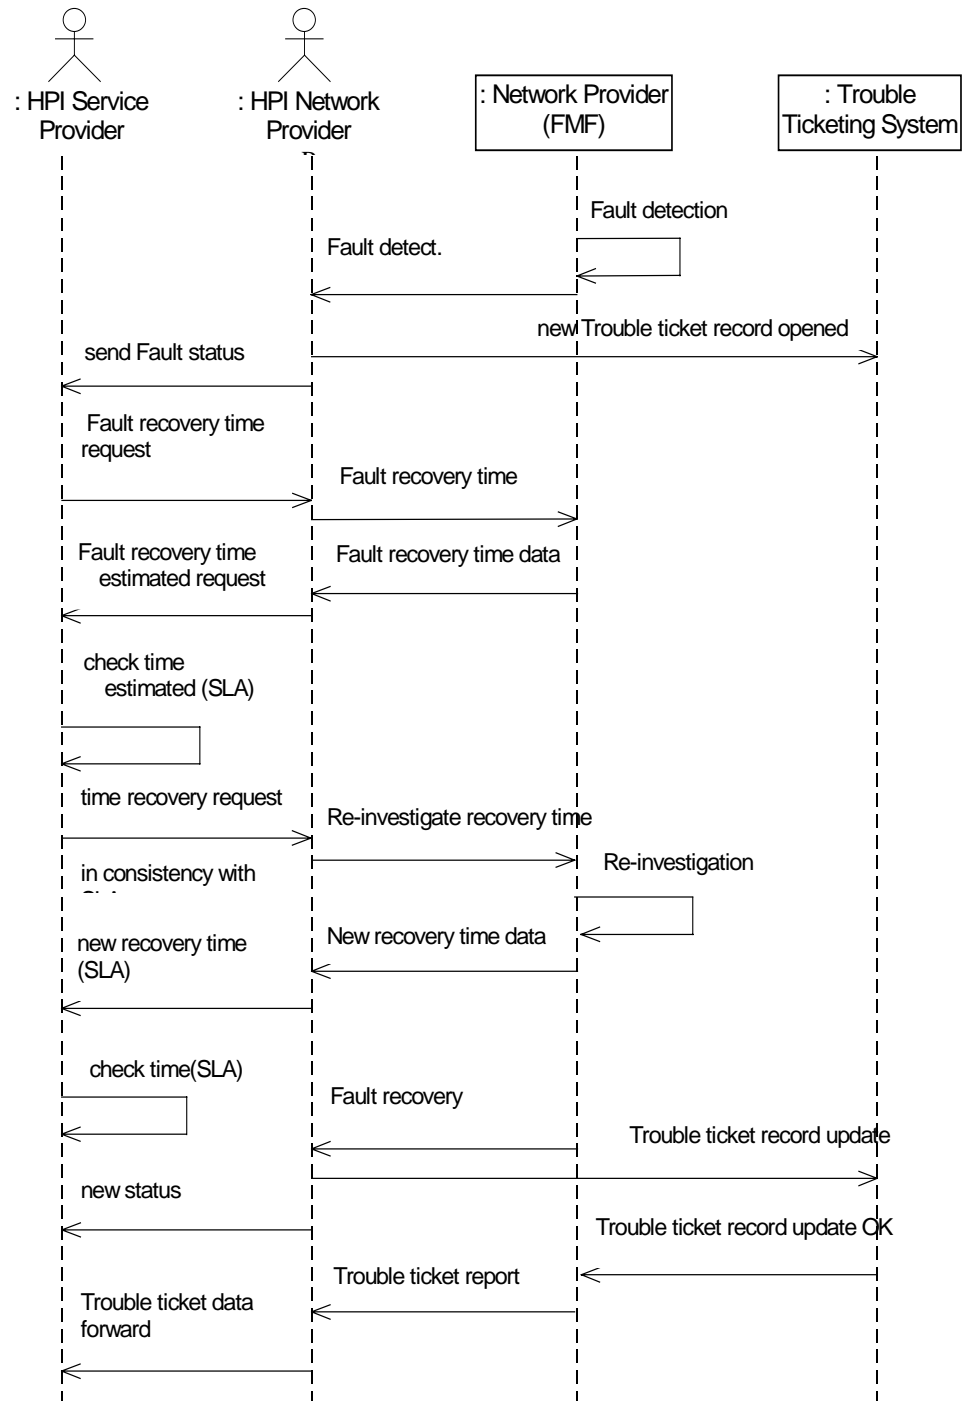 : HPI Service
Provider
: HPI Network
Provider
: Network Provider
(FMF)
: Trouble
Ticketing System
Fault detection
Fault detect.
new Trouble ticket record opened
send Fault status
Fault recovery time
request
Fault recovery time
Fault recovery time
estimated request
Fault recovery time data
check time
estimated (SLA)
time recovery request
Re-investigate recovery time
Re-investigation
in consistency with
New recovery time data
new recovery time
(SLA)
check time(SLA)
Fault recovery
Trouble ticket record update
new status
Trouble ticket record update OK
Trouble ticket report
Trouble ticket data
forward